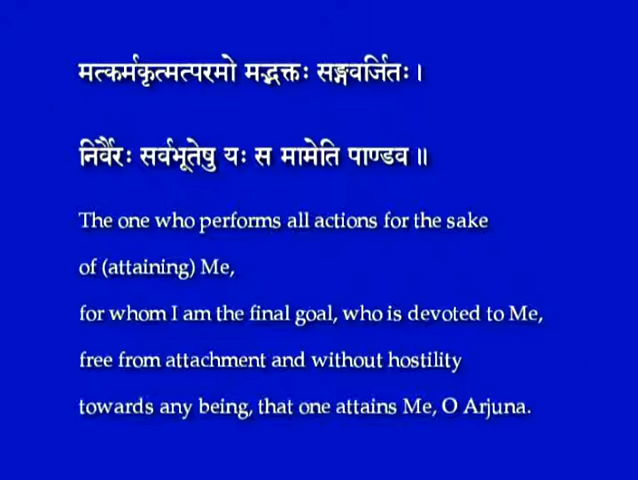 मत्कर्मकृत्मत्परमो मद्भक्तः सङ्गवर्जितः ।
निर्वैरः सर्वभूतेषु यः स मामेति पाण्डव ॥
The one who performs all actions for the sake
of (attaining) Me,
for whom I am the final goal, who is devoted to Me,
free from attachment and without hostility
towards any being, that one attains Me, O Arjuna.